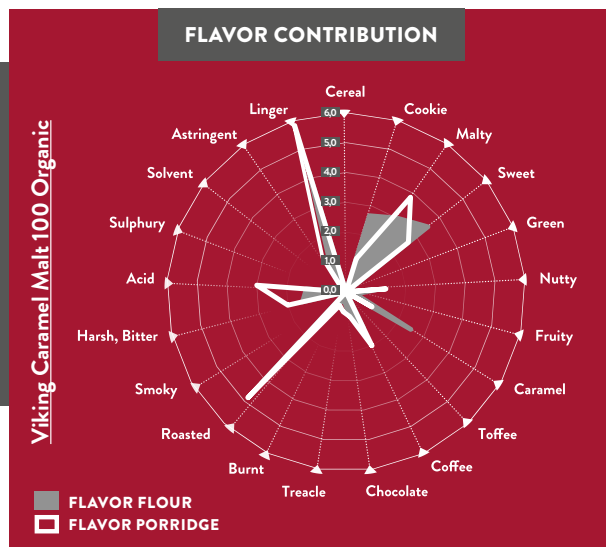 FLAVOR CONTRIBUTION
Viking Caramel Malt 100 Organic
Cereal
Cookie
Malty
Sweet
Green
Nutty
Fruity
Caramel
Toffee
Coffee
Chocolate
Treacle
Burnt
Roasted
Smoky
Harsh, Bitter
Acid
Sulphury
Solvent
Astringent
Linger
6,0
5,0
4,0
3,0
2,0
1,0
0,0
FLAVOR FLOUR
FLAVOR PORRIDGE